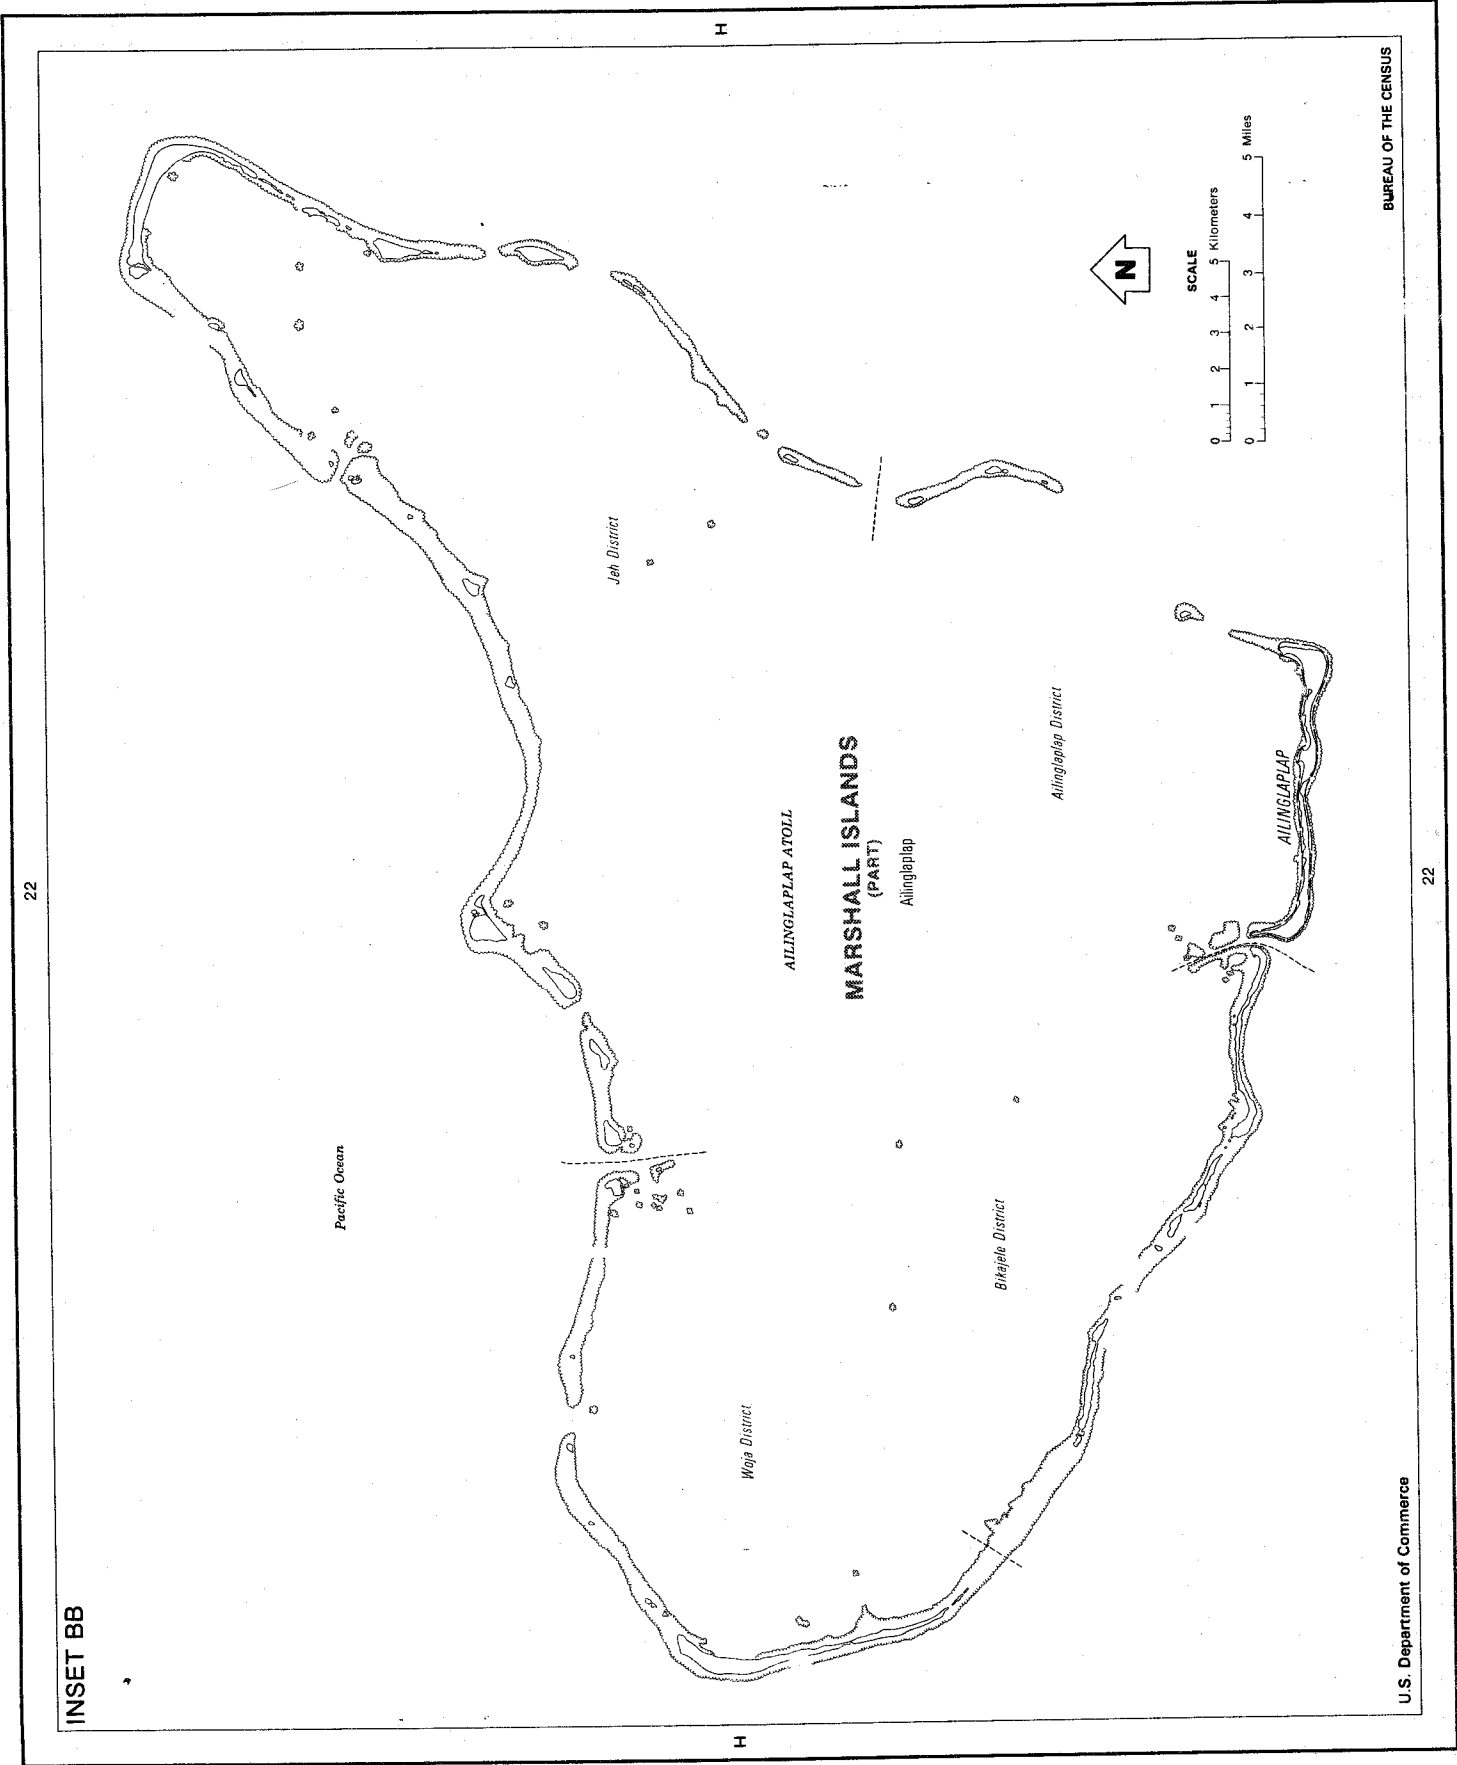 INSET BB
H
22
Pacific Ocean
Jeh District
Woja District
AILINGLAPLAP ATOLL
MARSHALL ISLANDS
(PART)
Ailinglaplap
Bikajele District
Ailinglaplap District
AILINGLAPLAP
N
SCALE
0 1 2 3 4 5 Kilometers
0 1 2 3 4 5 Miles
22
H
U.S. Department of Commerce
BUREAU OF THE CENSUS